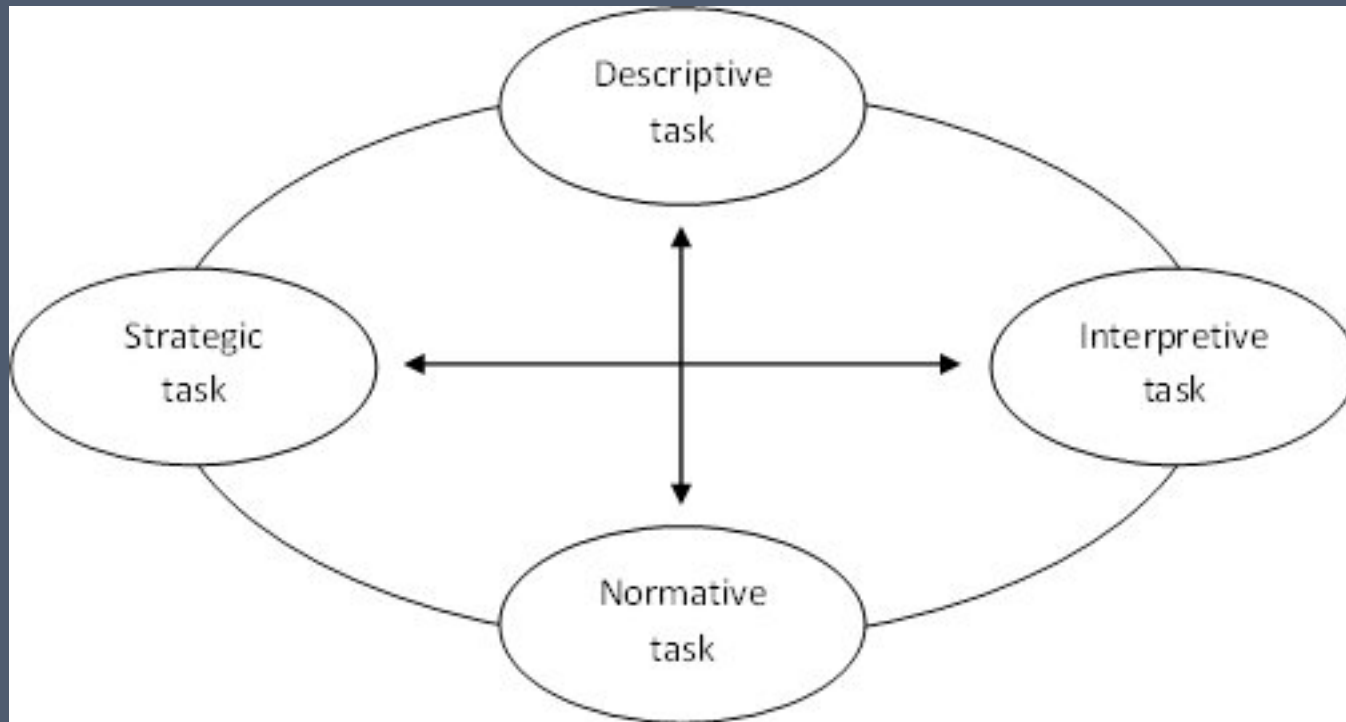 Descriptive
task
Strategic
task
Interpretive
task
Normative
task